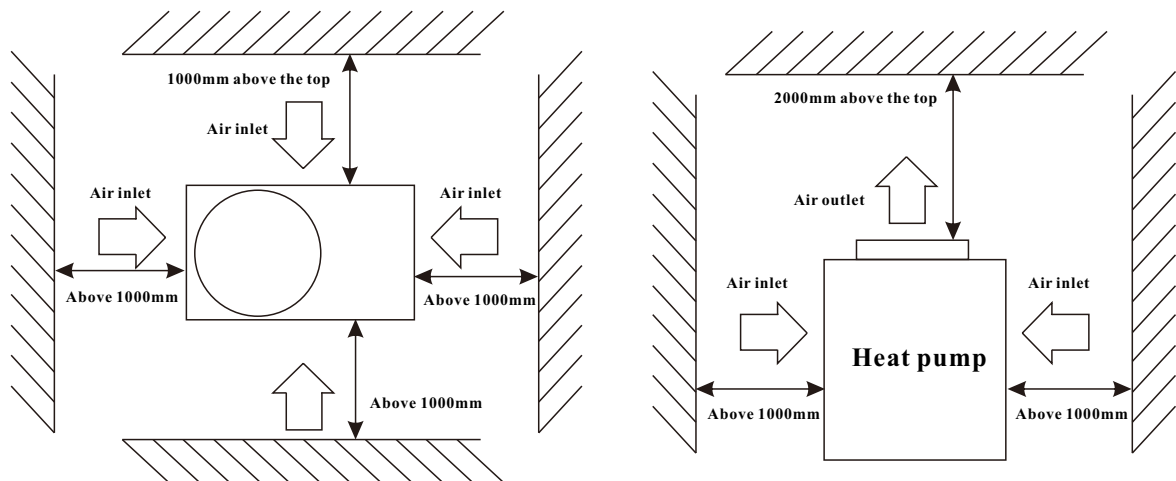 1000mm above the top
Air inlet
Air inlet
Air inlet
Above 1000mm
Above 1000mm
Above 1000mm
2000mm above the top
Air outlet
Air inlet
Air inlet
Heat pump
Above 1000mm
Above 1000mm